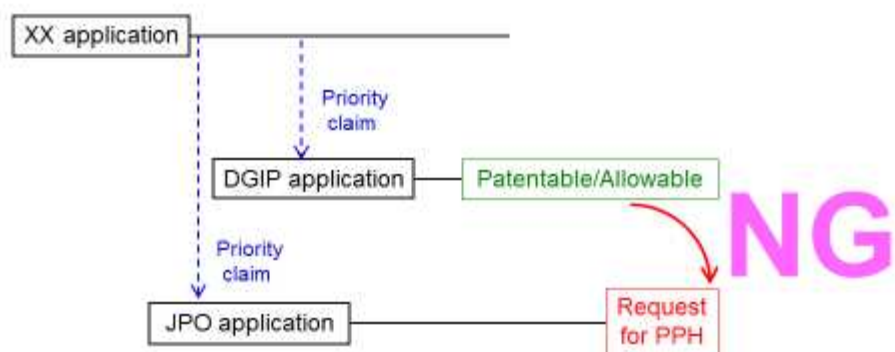 XX application
Priority
claim
DGIP application
Patentable/Allowable
NG
Priority
claim
JPO application
Request
for PPH